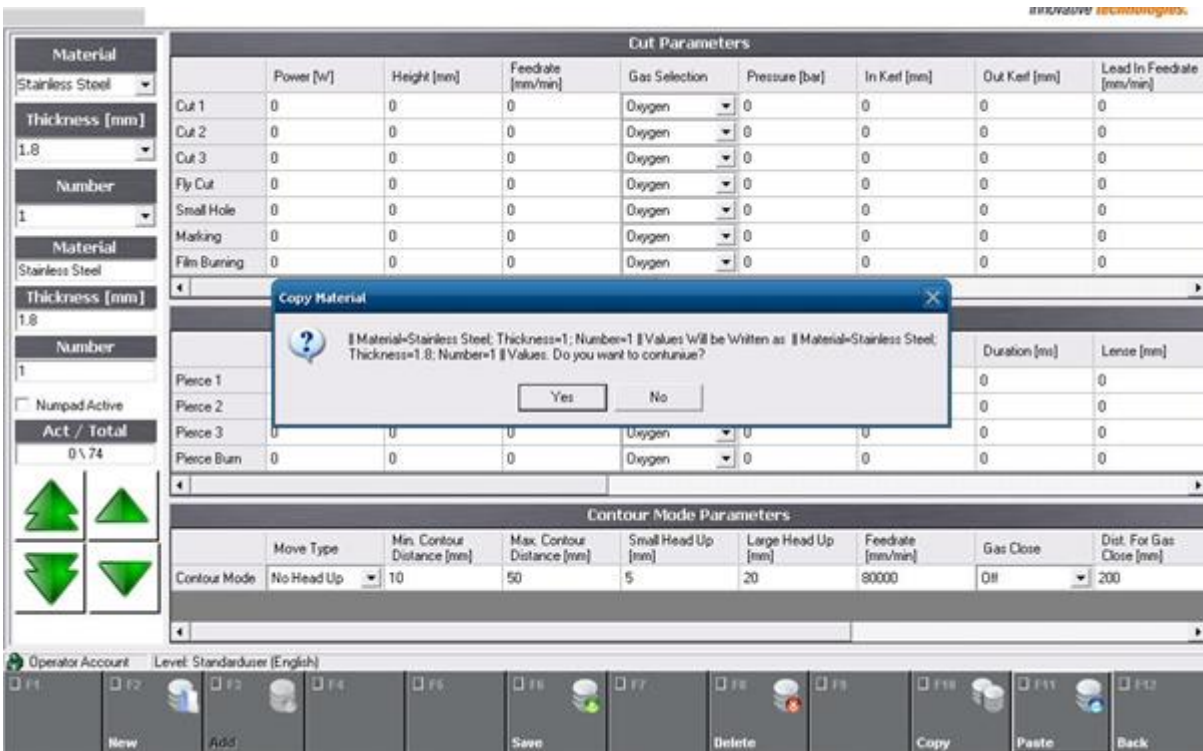 innovative technologies.
Material
Stainless Steel
Thickness [mm]
1.8
Number
1
Material
Stainless Steel
Thickness [mm]
1.8
Number
1
Numpad Active
Act / Total
0 \ 74
Cut Parameters
Power [W] Height [mm] Feedrate [mm/min] Gas Selection Pressure [bar] In Kerf [mm] Out Kerf [mm] Lead In Feedrate [mm/min]
Cut 1 0 0 0 Oxygen 0 0 0 0
Cut 2 0 0 0 Oxygen 0 0 0 0
Cut 3 0 0 0 Oxygen 0 0 0 0
Fly Cut 0 0 0 Oxygen 0 0 0 0
Small Hole 0 0 0 Oxygen 0 0 0 0
Marking 0 0 0 Oxygen 0 0 0 0
Film Burning 0 0 0 Oxygen 0 0 0 0
Copy Material
|| Material=Stainless Steel; Thickness=1; Number=1 || Values Will be Written as || Material=Stainless Steel;
Thickness=1.8; Number=1 || Values. Do you want to contuniue?
Yes No
Duration [ms] Lense [mm]
Pierce 1 0 0
Pierce 2 0 0
Pierce 3 0 0 0 Oxygen 0 0 0 0
Pierce Burn 0 0 0 Oxygen 0 0 0 0
Contour Mode Parameters
Move Type Min. Contour Distance [mm] Max. Contour Distance [mm] Small Head Up [mm] Large Head Up [mm] Feedrate [mm/min] Gas Close Dist. For Gas Close [mm]
Contour Mode No Head Up 10 50 5 20 80000 Off 200
Operator Account Level: Standarduser (English)
F1 F2 F3 F4 F5 F6 F7 F8 F9 F10 F11 F12
New Add Save Delete Copy Paste Back